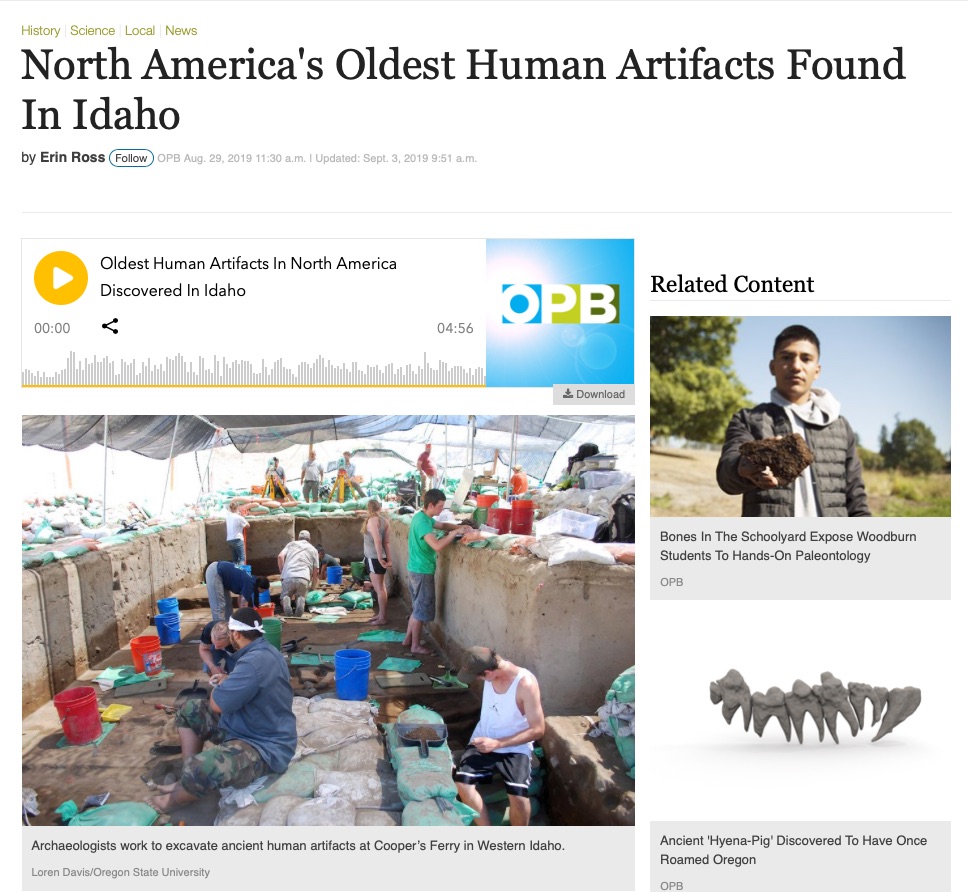 History | Science | Local | News
North America's Oldest Human Artifacts Found
In Idaho
by Erin Ross Follow OPB Aug. 29, 2019 11:30 a.m. | Updated: Sept. 3, 2019 9:51 a.m.
Oldest Human Artifacts In North America
Discovered In Idaho
00:00
04:56
OPB
Download
Archaeologists work to excavate ancient human artifacts at Cooper's Ferry in Western Idaho.
Loren Davis/Oregon State University
Related Content
Bones In The Schoolyard Expose Woodburn
Students To Hands-On Paleontology
OPB
Ancient 'Hyena-Pig' Discovered To Have Once
Roamed Oregon
OPB